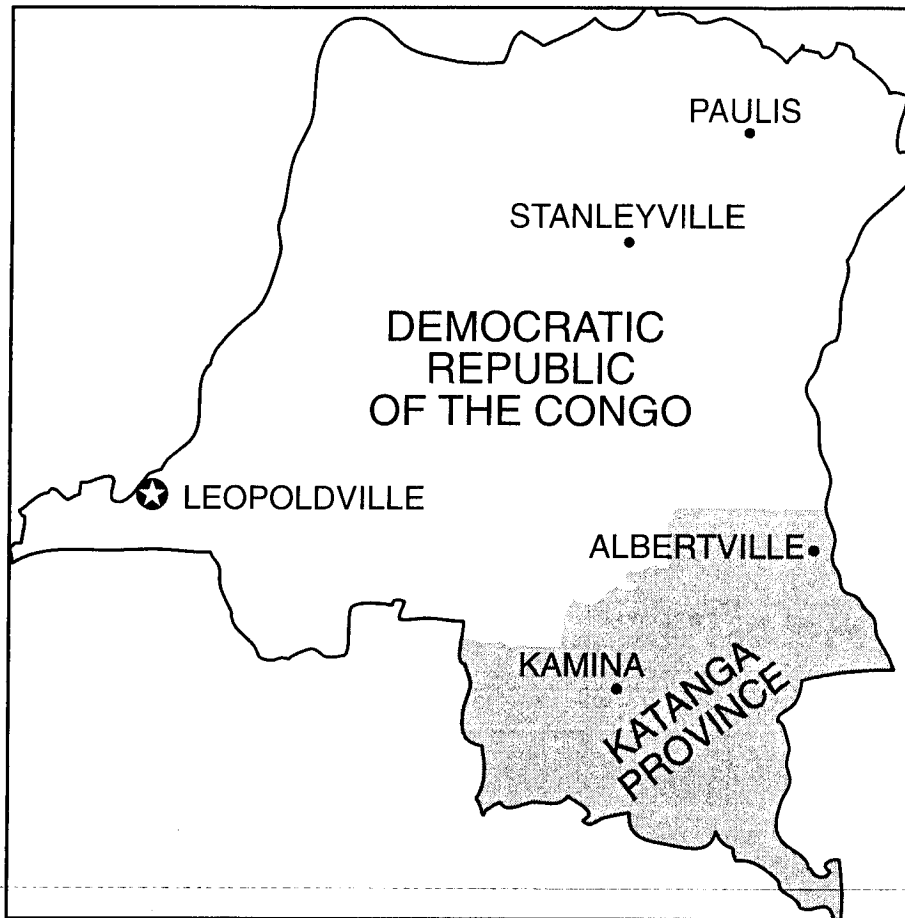 PAULIS
STANLEYVILLE
DEMOCRATIC
REPUBLIC
OF THE CONGO
LEOPOLDVILLE
ALBERTVILLE
KAMINA
KATANGA
PROVINCE